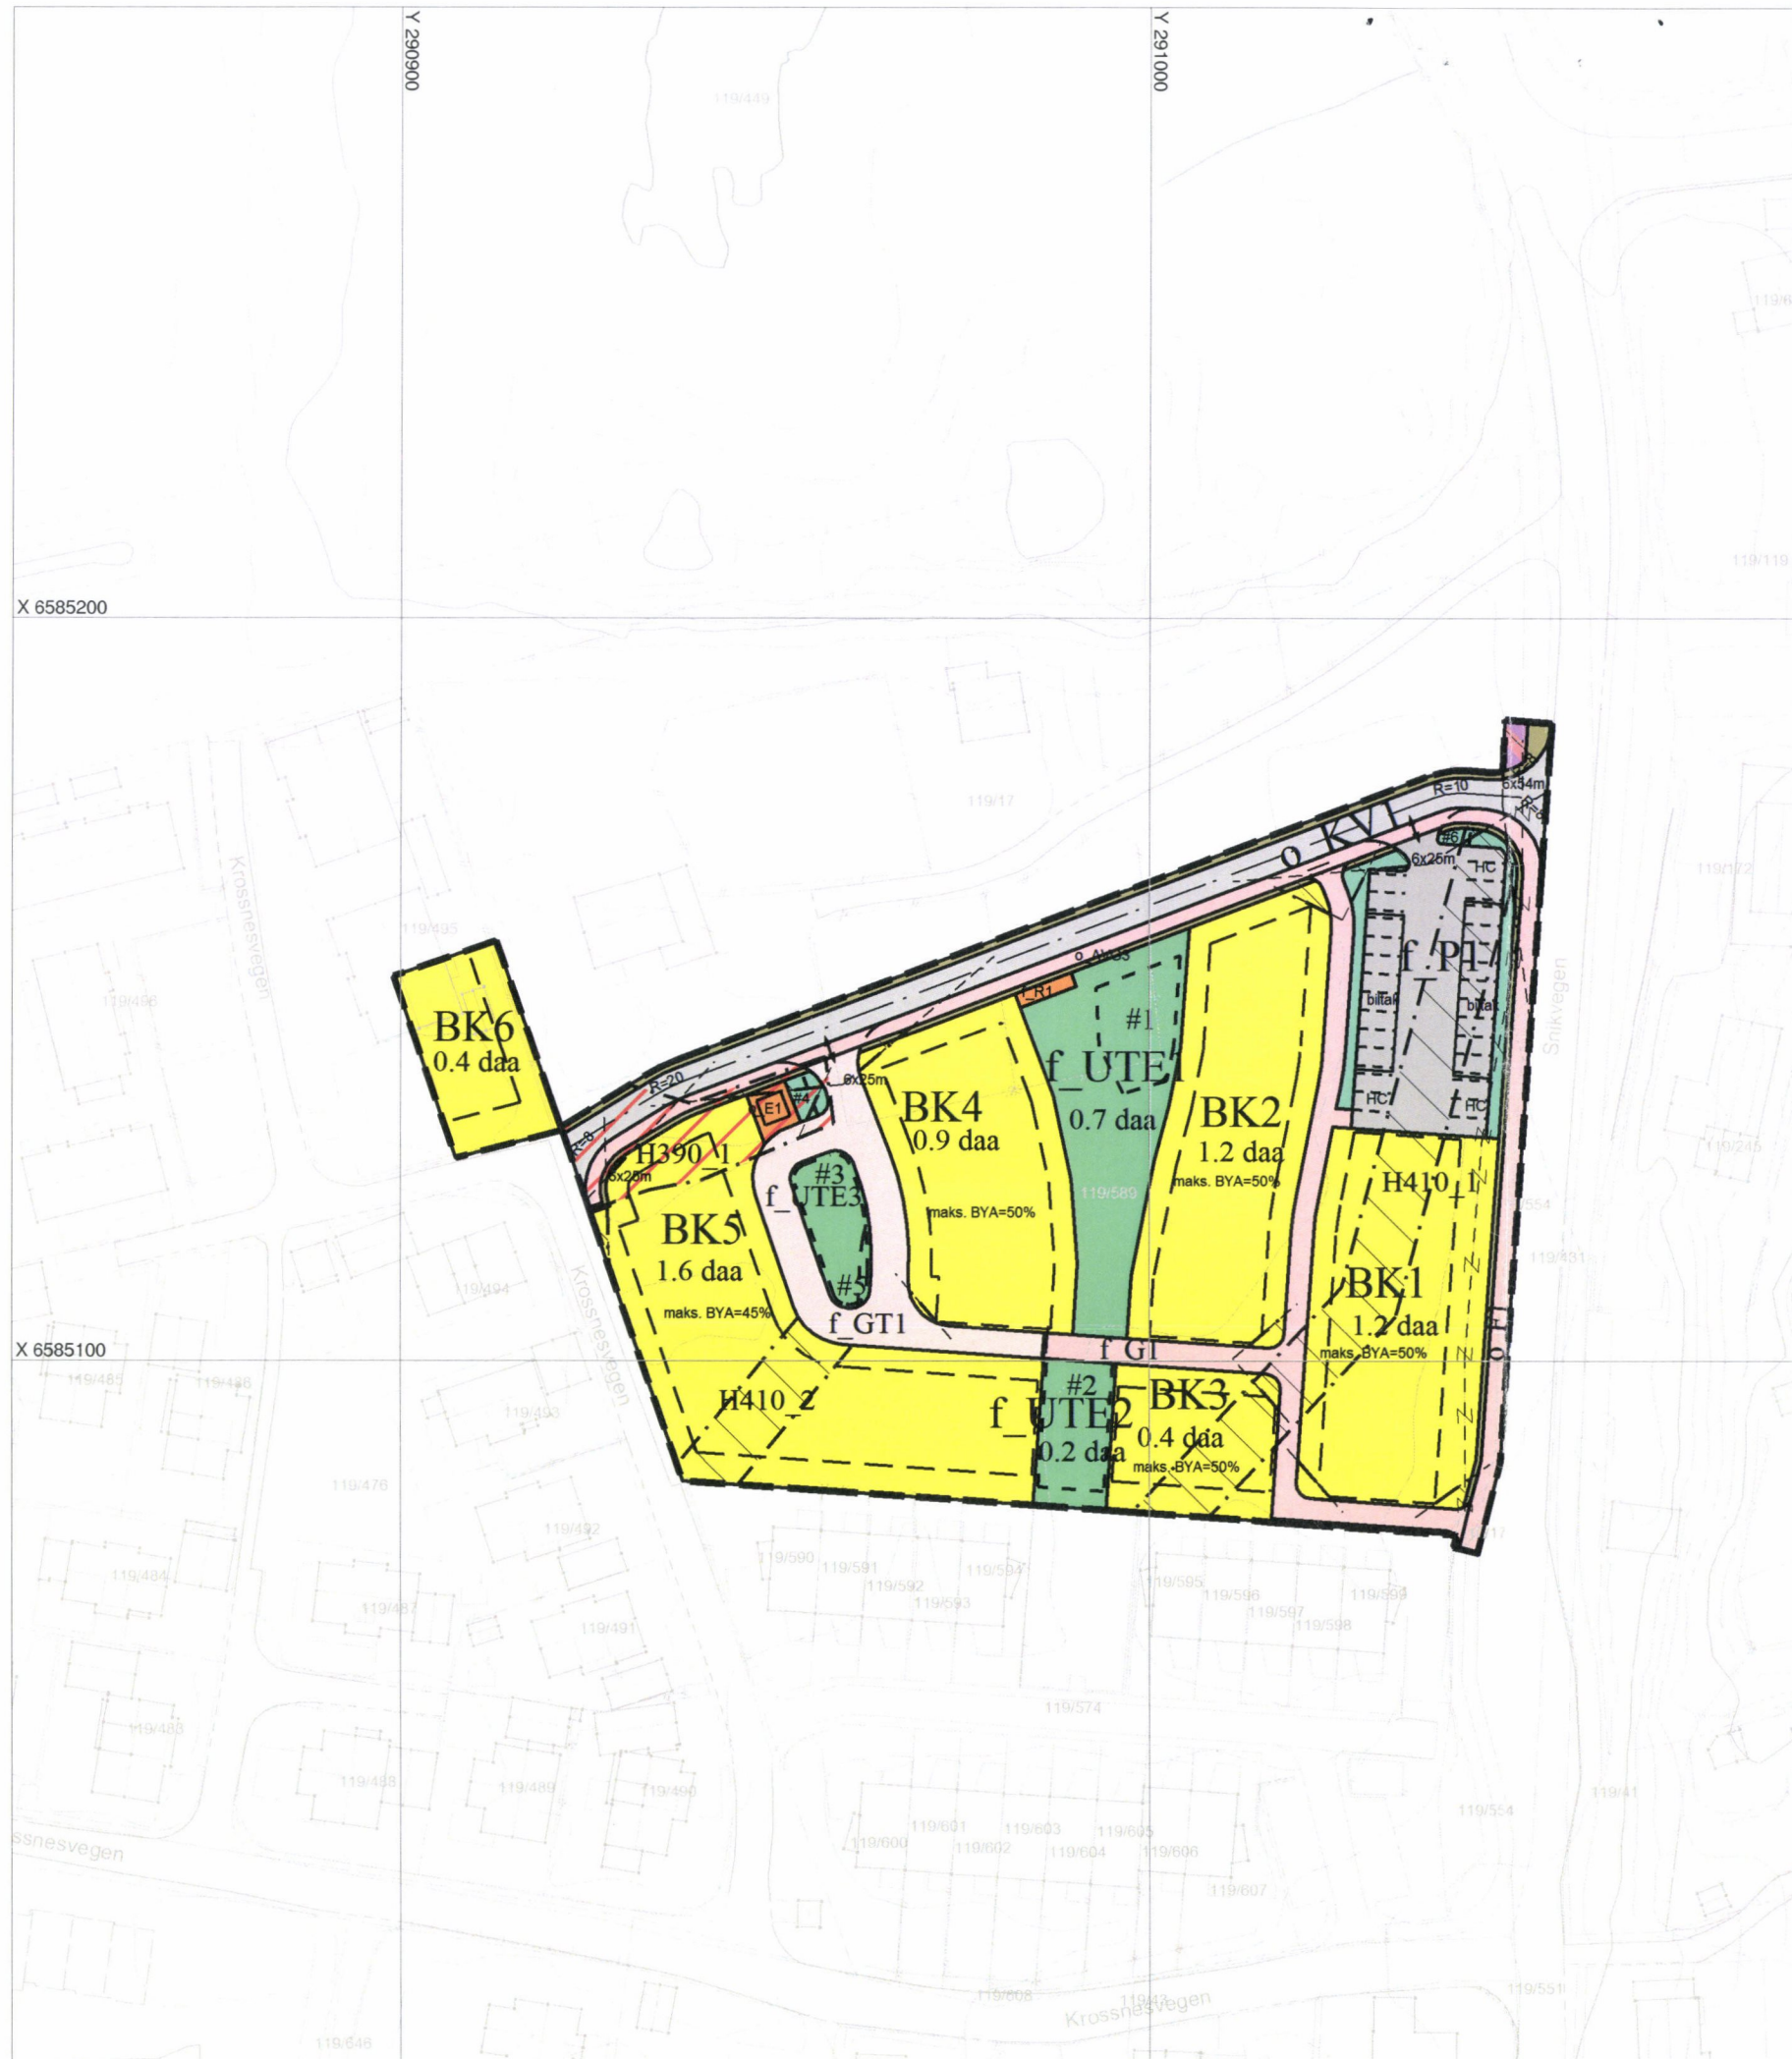 Y 290900
Y 291000
119/449
119/119
X 6585200
119/17
R=10
6x54m
o_KV1
#6
6x25m
HC
119/172
Krossnesvegen
119/495
119/496
f_P1
Snikvegen
f_R1
#1
BK6
0.4 daa
f_UTE1
0.7 daa
R=20
6x25m
E1
#4
BK4
0.9 daa
maks. BYA=50%
BK2
1.2 daa
maks. BYA=50%
HC
HC
119/245
R=8
H390_1
6x25m
#3
f_UTE3
119/589
H410_1
BK5
1.6 daa
maks. BYA=45%
#5
f_GT1
119/431
119/494
Krossnesvegen
BK1
1.2 daa
maks. BYA=50%
X 6585100
f_G1
119/485
119/486
119/493
H410_2
#2
f_UTE2
0.2 daa
BK3
0.4 daa
maks. BYA=50%
119/476
119/492
119/484
119/487
119/491
119/590
119/591
119/592
119/593
119/594
119/595
119/596
119/597
119/598
119/599
119/574
119/483
119/488
119/489
119/490
119/554
119/41
119/600
119/601
119/602
119/603
119/604
119/605
119/606
119/607
ssnesvegen
119/608
119/43
Krossnesvegen
119/551
119/646